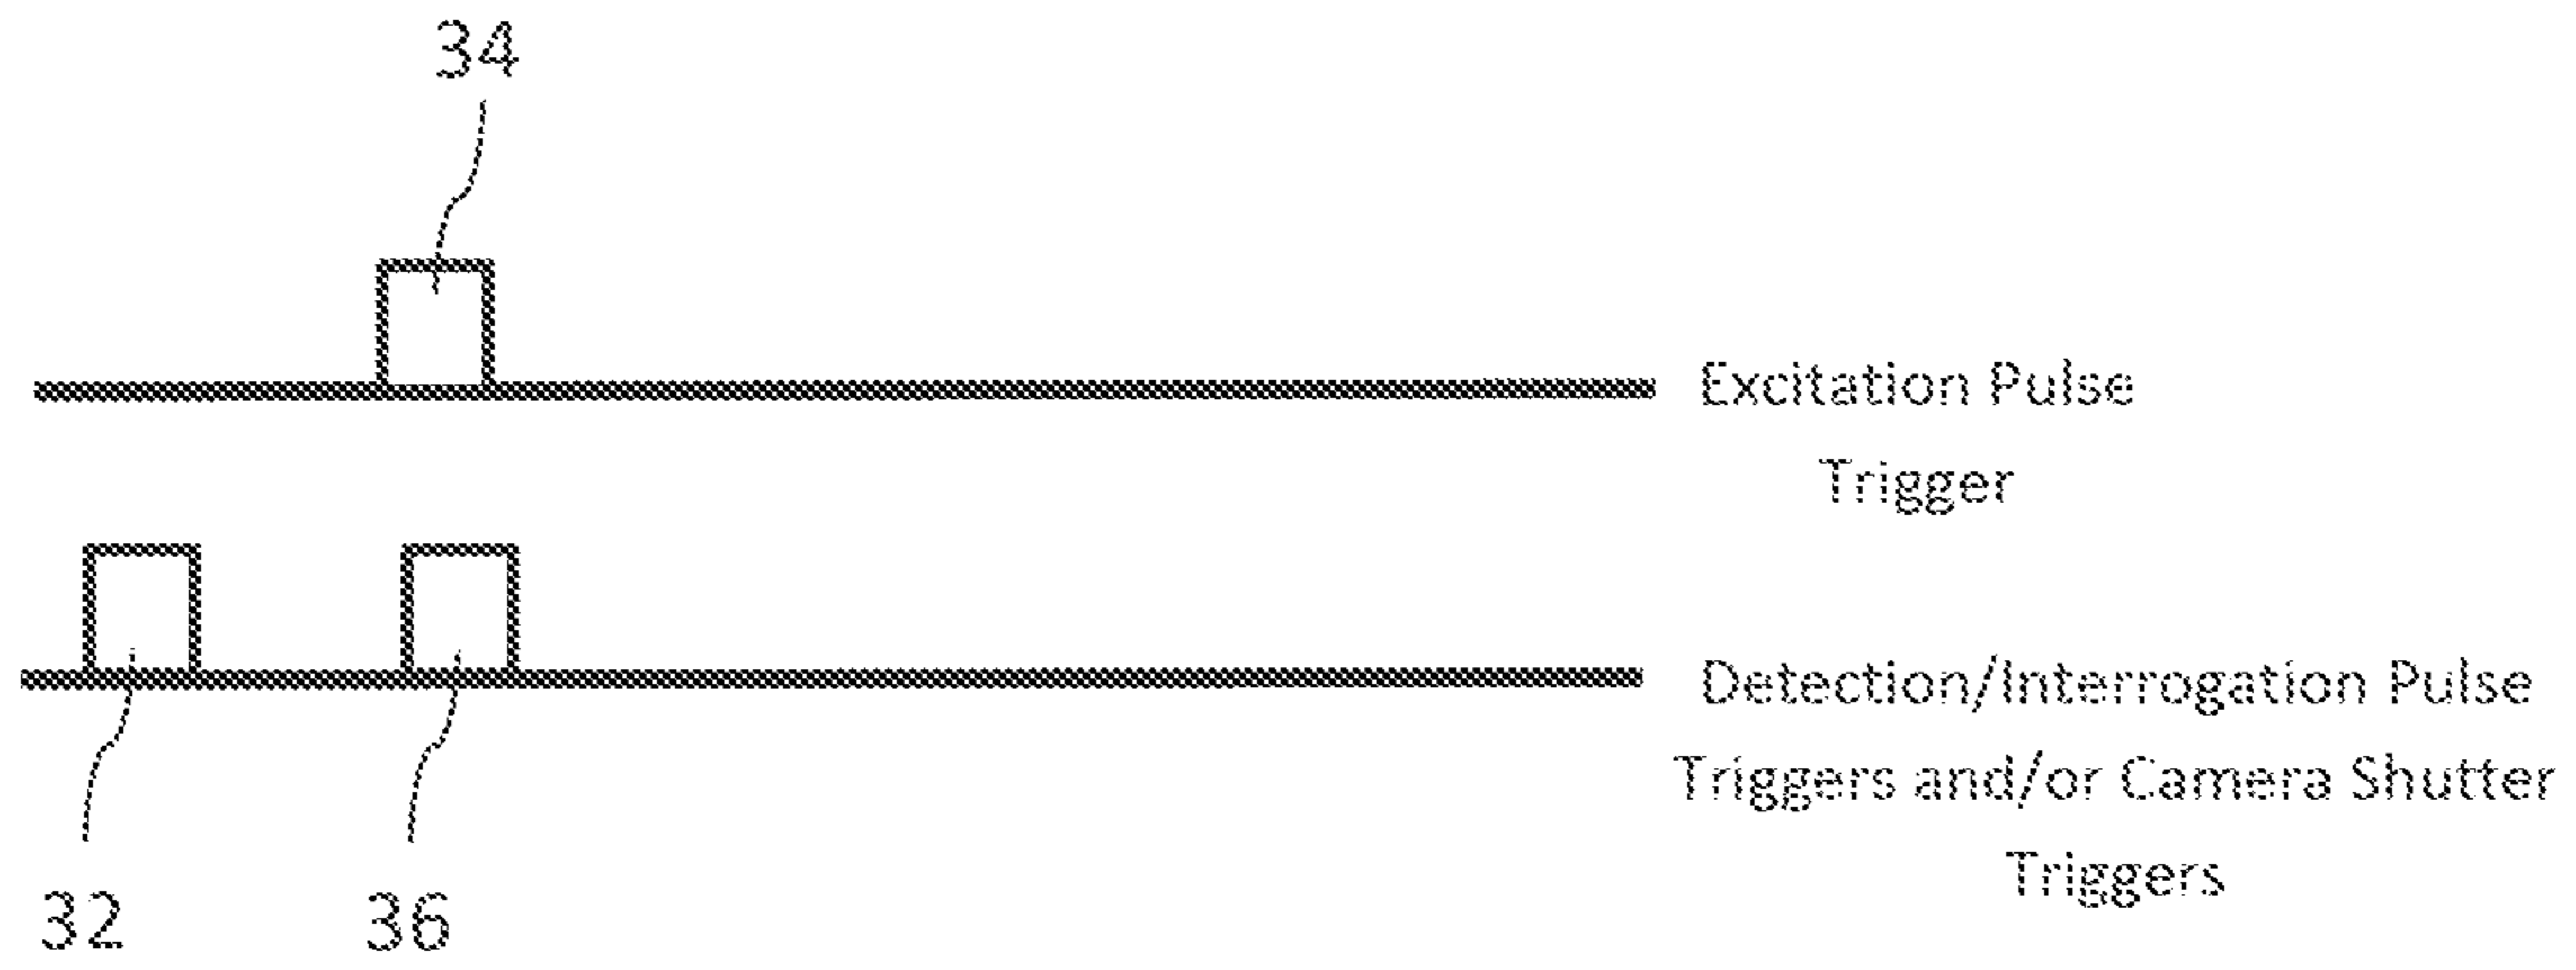 34
Excitation Pulse
Trigger
Detection/Interrogation Pulse
Triggers and/or Camera Shutter
Triggers
32
36